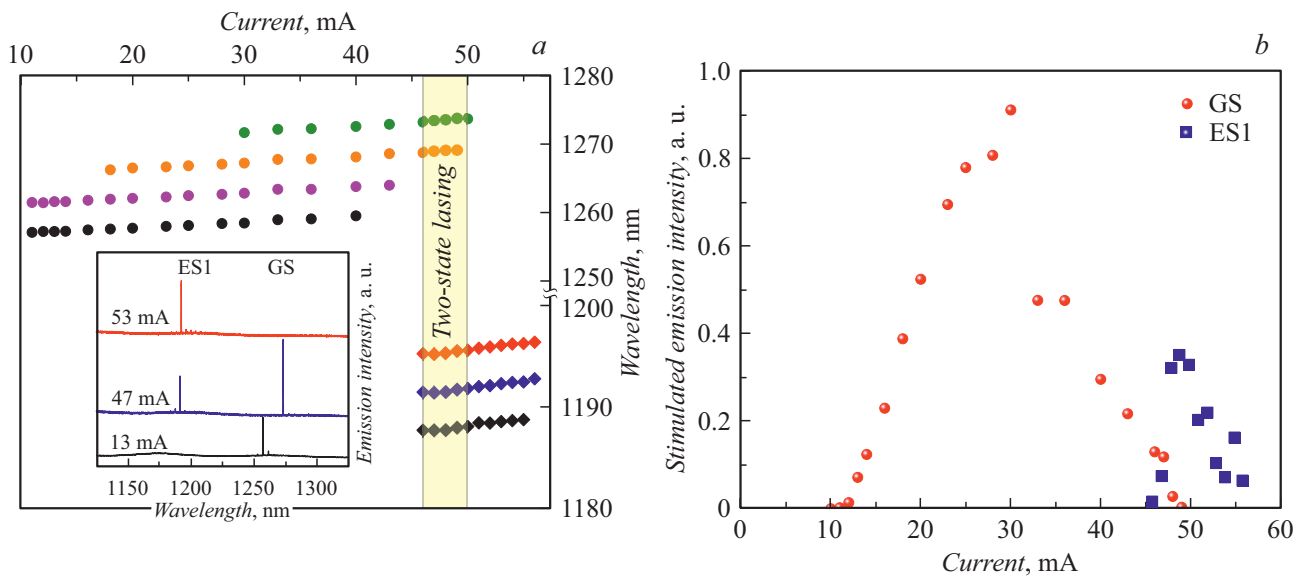 Current, mA
a
10 20 30 40 50
1280
1270
1260
1250
1200
1190
1180
Wavelength, nm
Two-state lasing
ES1 GS
53 mA
47 mA
13 mA
Emission intensity, a. u.
1150 1200 1250 1300
Wavelength, nm
b
1.0
0.8
0.6
0.4
0.2
0
Stimulated emission intensity, a. u.
GS
ES1
0 10 20 30 40 50 60
Current, mA